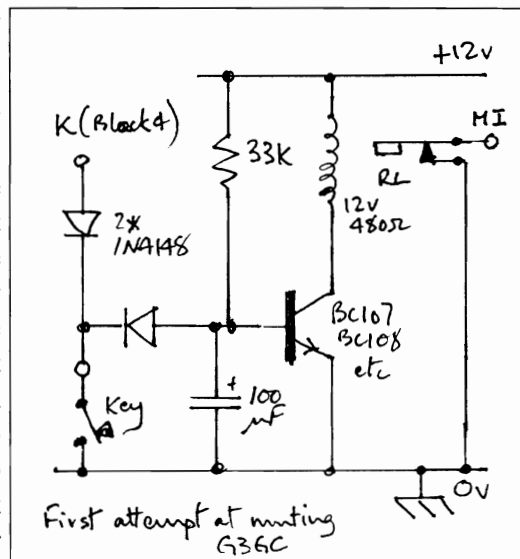 +12v
K (Block 4)
MI
33K
RL
2x
1N4148
12v
480Ω
BC107
BC108
etc
+
100
μF
Key
0v
First attempt at muting
G3GC